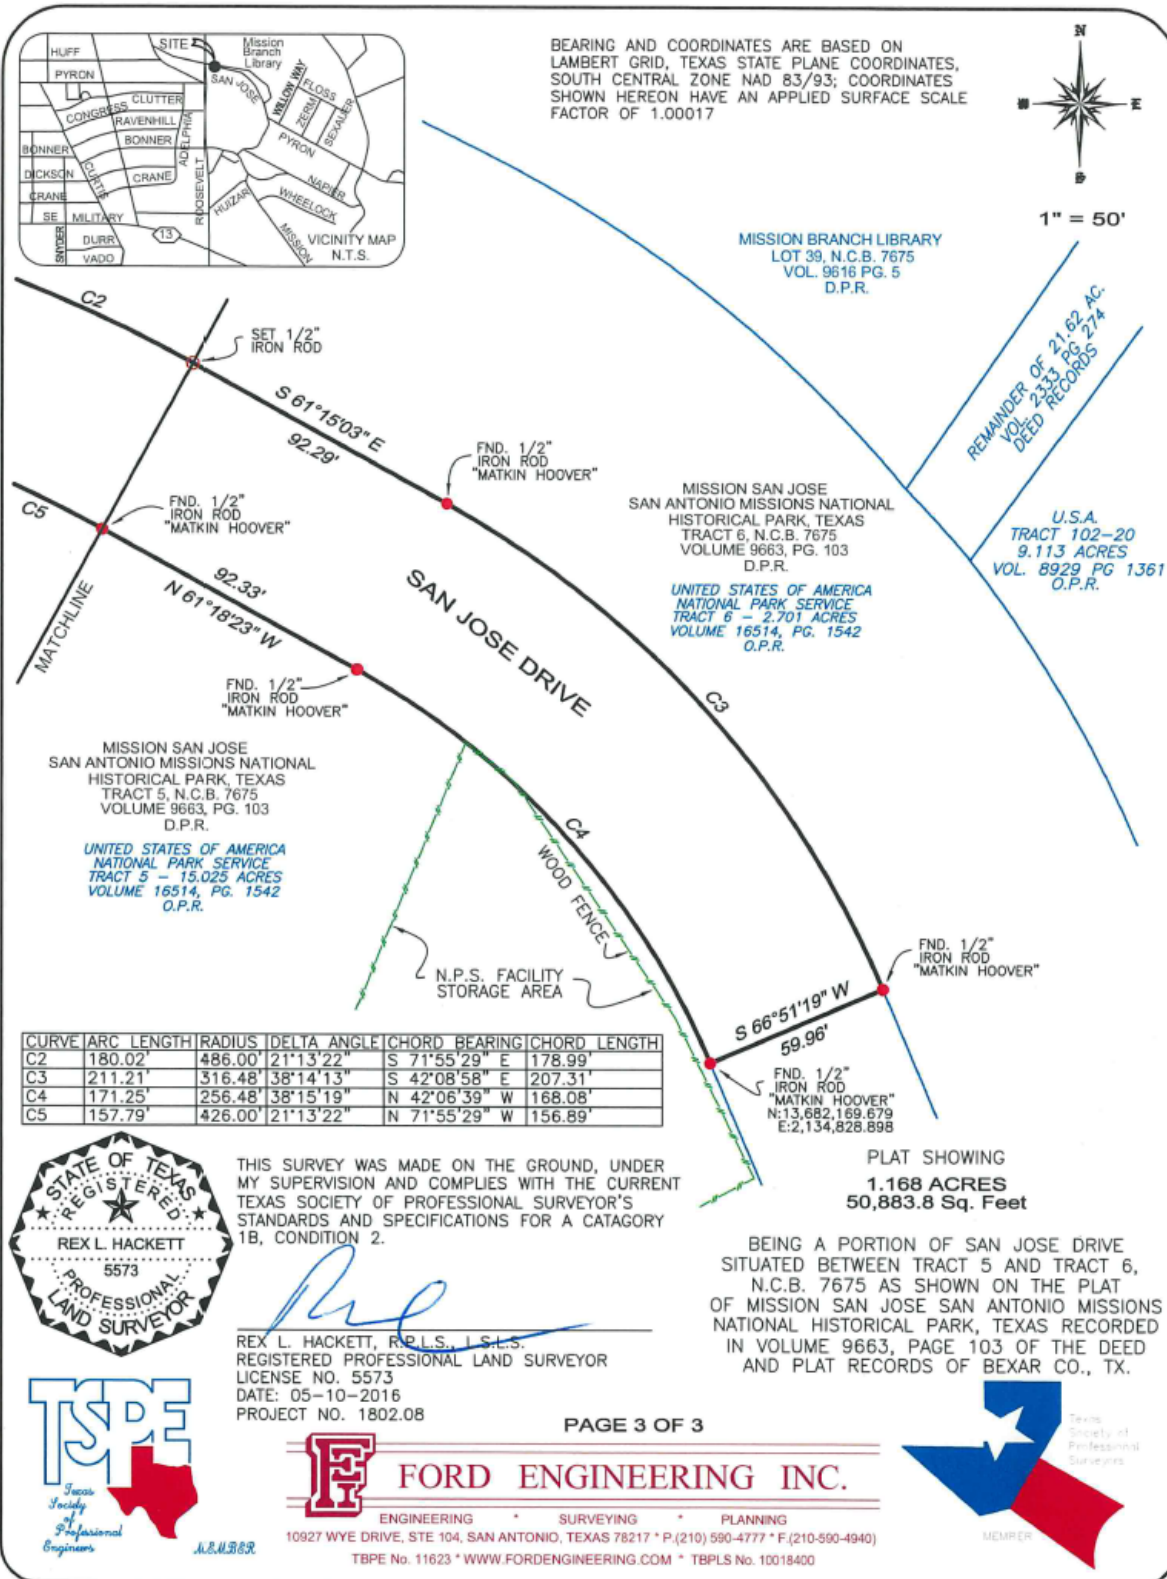 HUFF
PYRON
SITE
Mission
Branch
Library
SAN JOSE
CONGRESS
CLUTTER
RAVENHILL
BONNER
ADELPHIA
WILLOW WAY
FLOSS
ZERM
SEXAUER
PYRON
BONNER
DICKSON
CRANE
CURTIS
CRANE
ROOSEVELT
NAPIER
WHEELOCK
HUIZAR
SE MILITARY
MISSION
SNYDER
DURR
VADO
13
VICINITY MAP
N.T.S.
BEARING AND COORDINATES ARE BASED ON
LAMBERT GRID, TEXAS STATE PLANE COORDINATES,
SOUTH CENTRAL ZONE NAD 83/93; COORDINATES
SHOWN HEREON HAVE AN APPLIED SURFACE SCALE
FACTOR OF 1.00017
N
E
S
1" = 50'
MISSION BRANCH LIBRARY
LOT 39, N.C.B. 7675
VOL. 9616 PG. 5
D.P.R.
REMAINDER OF 21.62 AC.
VOL. 2333 PG 274
DEED RECORDS
U.S.A.
TRACT 102-20
9.113 ACRES
VOL. 8929 PG 1361
O.P.R.
C2
SET 1/2"
IRON ROD
S 61°15'03" E
92.29'
FND. 1/2"
IRON ROD
"MATKIN HOOVER"
C5
FND. 1/2"
IRON ROD
"MATKIN HOOVER"
92.33'
N 61°18'23" W
MATCHLINE
SAN JOSE DRIVE
MISSION SAN JOSE
SAN ANTONIO MISSIONS NATIONAL
HISTORICAL PARK, TEXAS
TRACT 6, N.C.B. 7675
VOLUME 9663, PG. 103
D.P.R.
UNITED STATES OF AMERICA
NATIONAL PARK SERVICE
TRACT 6 - 2.701 ACRES
VOLUME 16514, PG. 1542
O.P.R.
FND. 1/2"
IRON ROD
"MATKIN HOOVER"
C3
MISSION SAN JOSE
SAN ANTONIO MISSIONS NATIONAL
HISTORICAL PARK, TEXAS
TRACT 5, N.C.B. 7675
VOLUME 9663, PG. 103
D.P.R.
UNITED STATES OF AMERICA
NATIONAL PARK SERVICE
TRACT 5 - 15.025 ACRES
VOLUME 16514, PG. 1542
O.P.R.
C4
WOOD FENCE
N.P.S. FACILITY
STORAGE AREA
FND. 1/2"
IRON ROD
"MATKIN HOOVER"
S 66°51'19" W
59.96'
FND. 1/2"
IRON ROD
"MATKIN HOOVER"
N:13,682,169.679
E:2,134,828.898
CURVE ARC LENGTH RADIUS DELTA ANGLE CHORD BEARING CHORD LENGTH
C2 180.02' 486.00' 21°13'22" S 71°55'29" E 178.99'
C3 211.21' 316.48' 38°14'13" S 42°08'58" E 207.31'
C4 171.25' 256.48' 38°15'19" N 42°06'39" W 168.08'
C5 157.79' 426.00' 21°13'22" N 71°55'29" W 156.89'
STATE OF TEXAS
REGISTERED
REX L. HACKETT
5573
PROFESSIONAL
LAND SURVEYOR
THIS SURVEY WAS MADE ON THE GROUND, UNDER
MY SUPERVISION AND COMPLIES WITH THE CURRENT
TEXAS SOCIETY OF PROFESSIONAL SURVEYOR'S
STANDARDS AND SPECIFICATIONS FOR A CATAGORY
1B, CONDITION 2.
REX L. HACKETT, R.P.L.S., L.S.L.S.
REGISTERED PROFESSIONAL LAND SURVEYOR
LICENSE NO. 5573
DATE: 05-10-2016
PROJECT NO. 1802.08
PLAT SHOWING
1.168 ACRES
50,883.8 Sq. Feet
BEING A PORTION OF SAN JOSE DRIVE
SITUATED BETWEEN TRACT 5 AND TRACT 6,
N.C.B. 7675 AS SHOWN ON THE PLAT
OF MISSION SAN JOSE SAN ANTONIO MISSIONS
NATIONAL HISTORICAL PARK, TEXAS RECORDED
IN VOLUME 9663, PAGE 103 OF THE DEED
AND PLAT RECORDS OF BEXAR CO., TX.
TSPE
Texas
Society
of
Professional
Engineers
MEMBER
PAGE 3 OF 3
FORD ENGINEERING INC.
ENGINEERING * SURVEYING * PLANNING
10927 WYE DRIVE, STE 104, SAN ANTONIO, TEXAS 78217 * P.(210) 590-4777 * F.(210-590-4940)
TBPE No. 11623 * WWW.FORDENGINEERING.COM * TBPLS No. 10018400
Texas
Society of
Professional
Surveyors
MEMBER